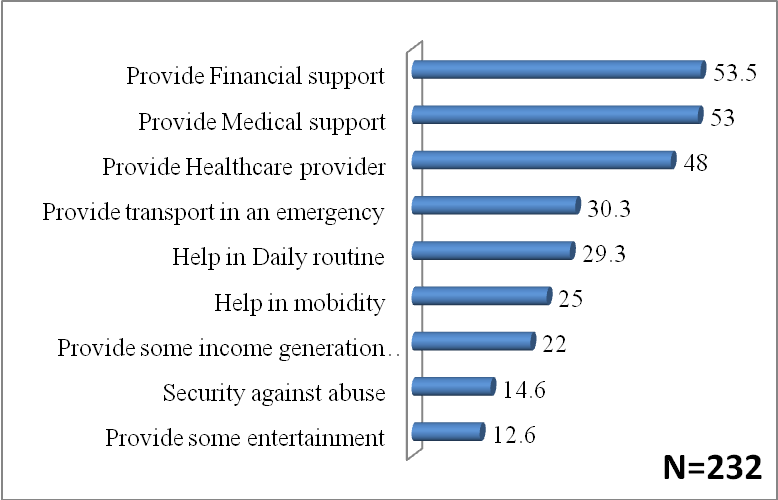 Provide Financial support 53.5
Provide Medical support 53
Provide Healthcare provider 48
Provide transport in an emergency 30.3
Help in Daily routine 29.3
Help in mobidity 25
Provide some income generation.. 22
Security against abuse 14.6
Provide some entertainment 12.6
N=232